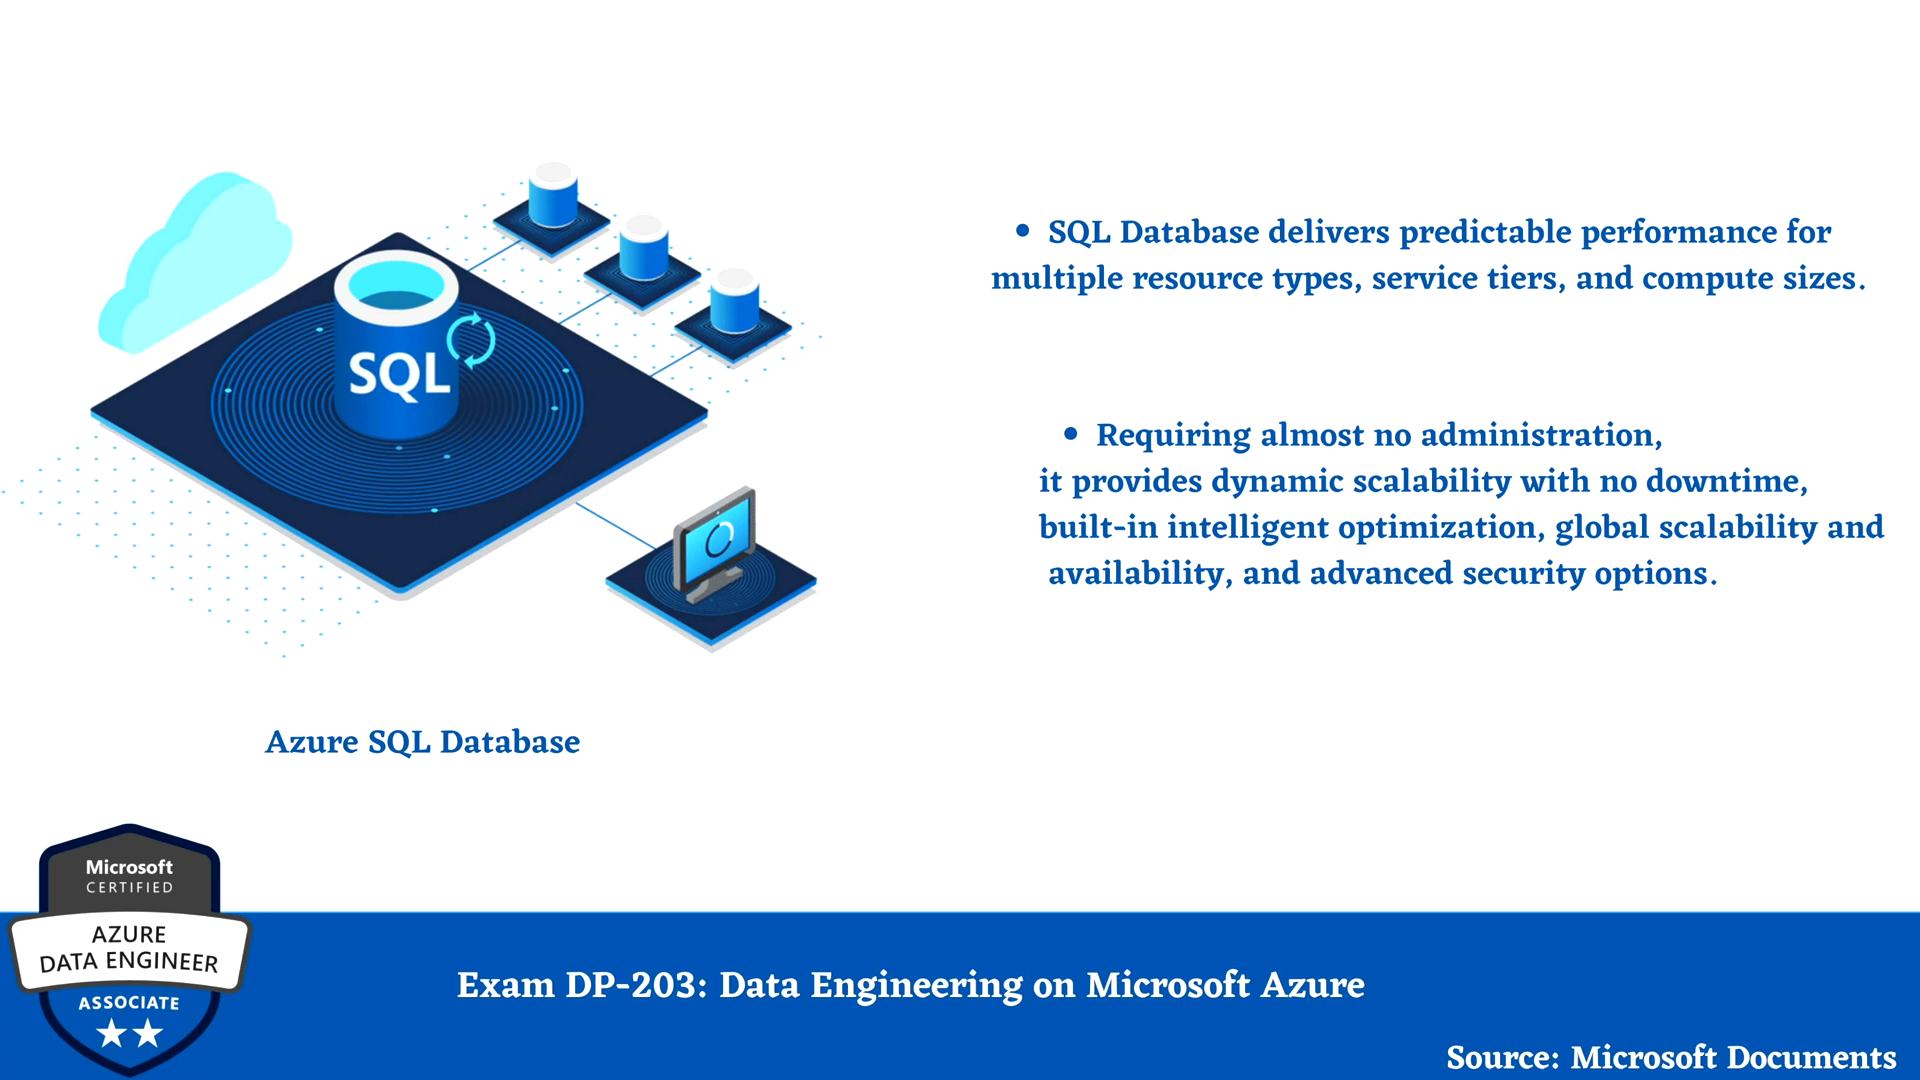 SQL
• SQL Database delivers predictable performance for
multiple resource types, service tiers, and compute sizes.
• Requiring almost no administration,
it provides dynamic scalability with no downtime,
built-in intelligent optimization, global scalability and
availability, and advanced security options.
Azure SQL Database
Microsoft
CERTIFIED
AZURE
DATA ENGINEER
ASSOCIATE
Exam DP-203: Data Engineering on Microsoft Azure
Source: Microsoft Documents